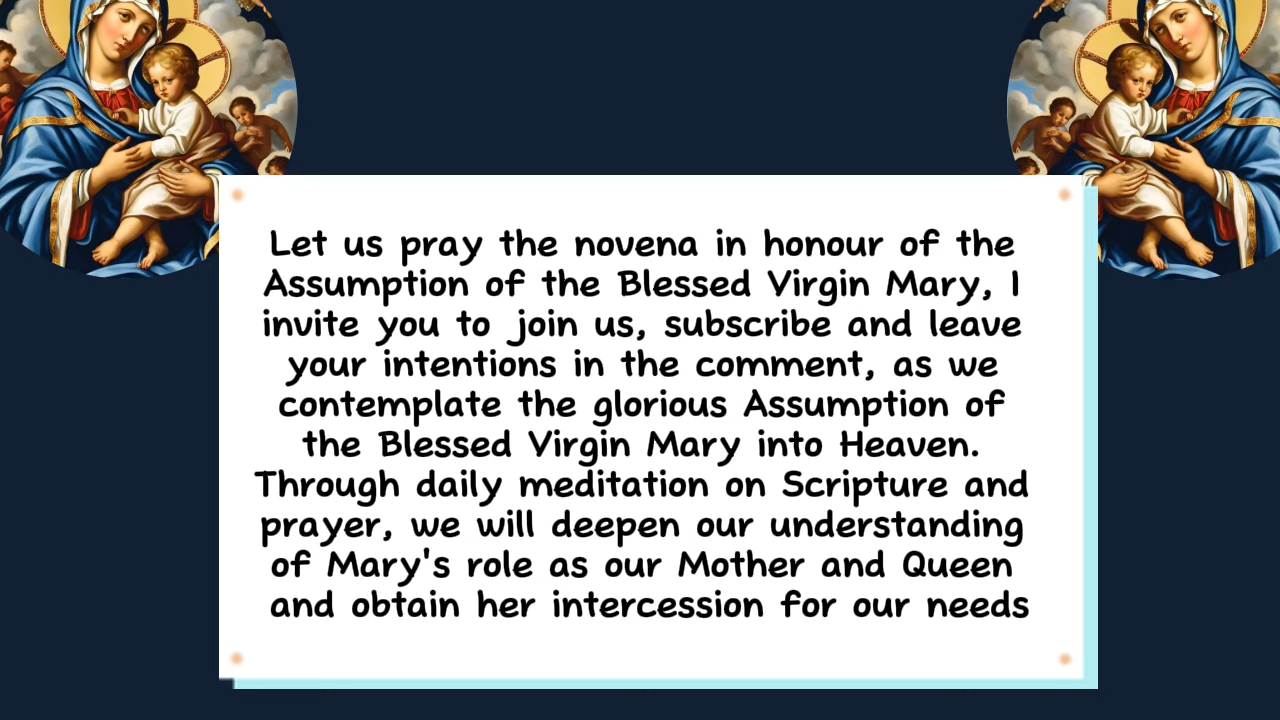 Let us pray the novena in honour of the
Assumption of the Blessed Virgin Mary, I
invite you to join us, subscribe and leave
your intentions in the comment, as we
contemplate the glorious Assumption of
the Blessed Virgin Mary into Heaven.
Through daily meditation on Scripture and
prayer, we will deepen our understanding
of Mary's role as our Mother and Queen
and obtain her intercession for our needs